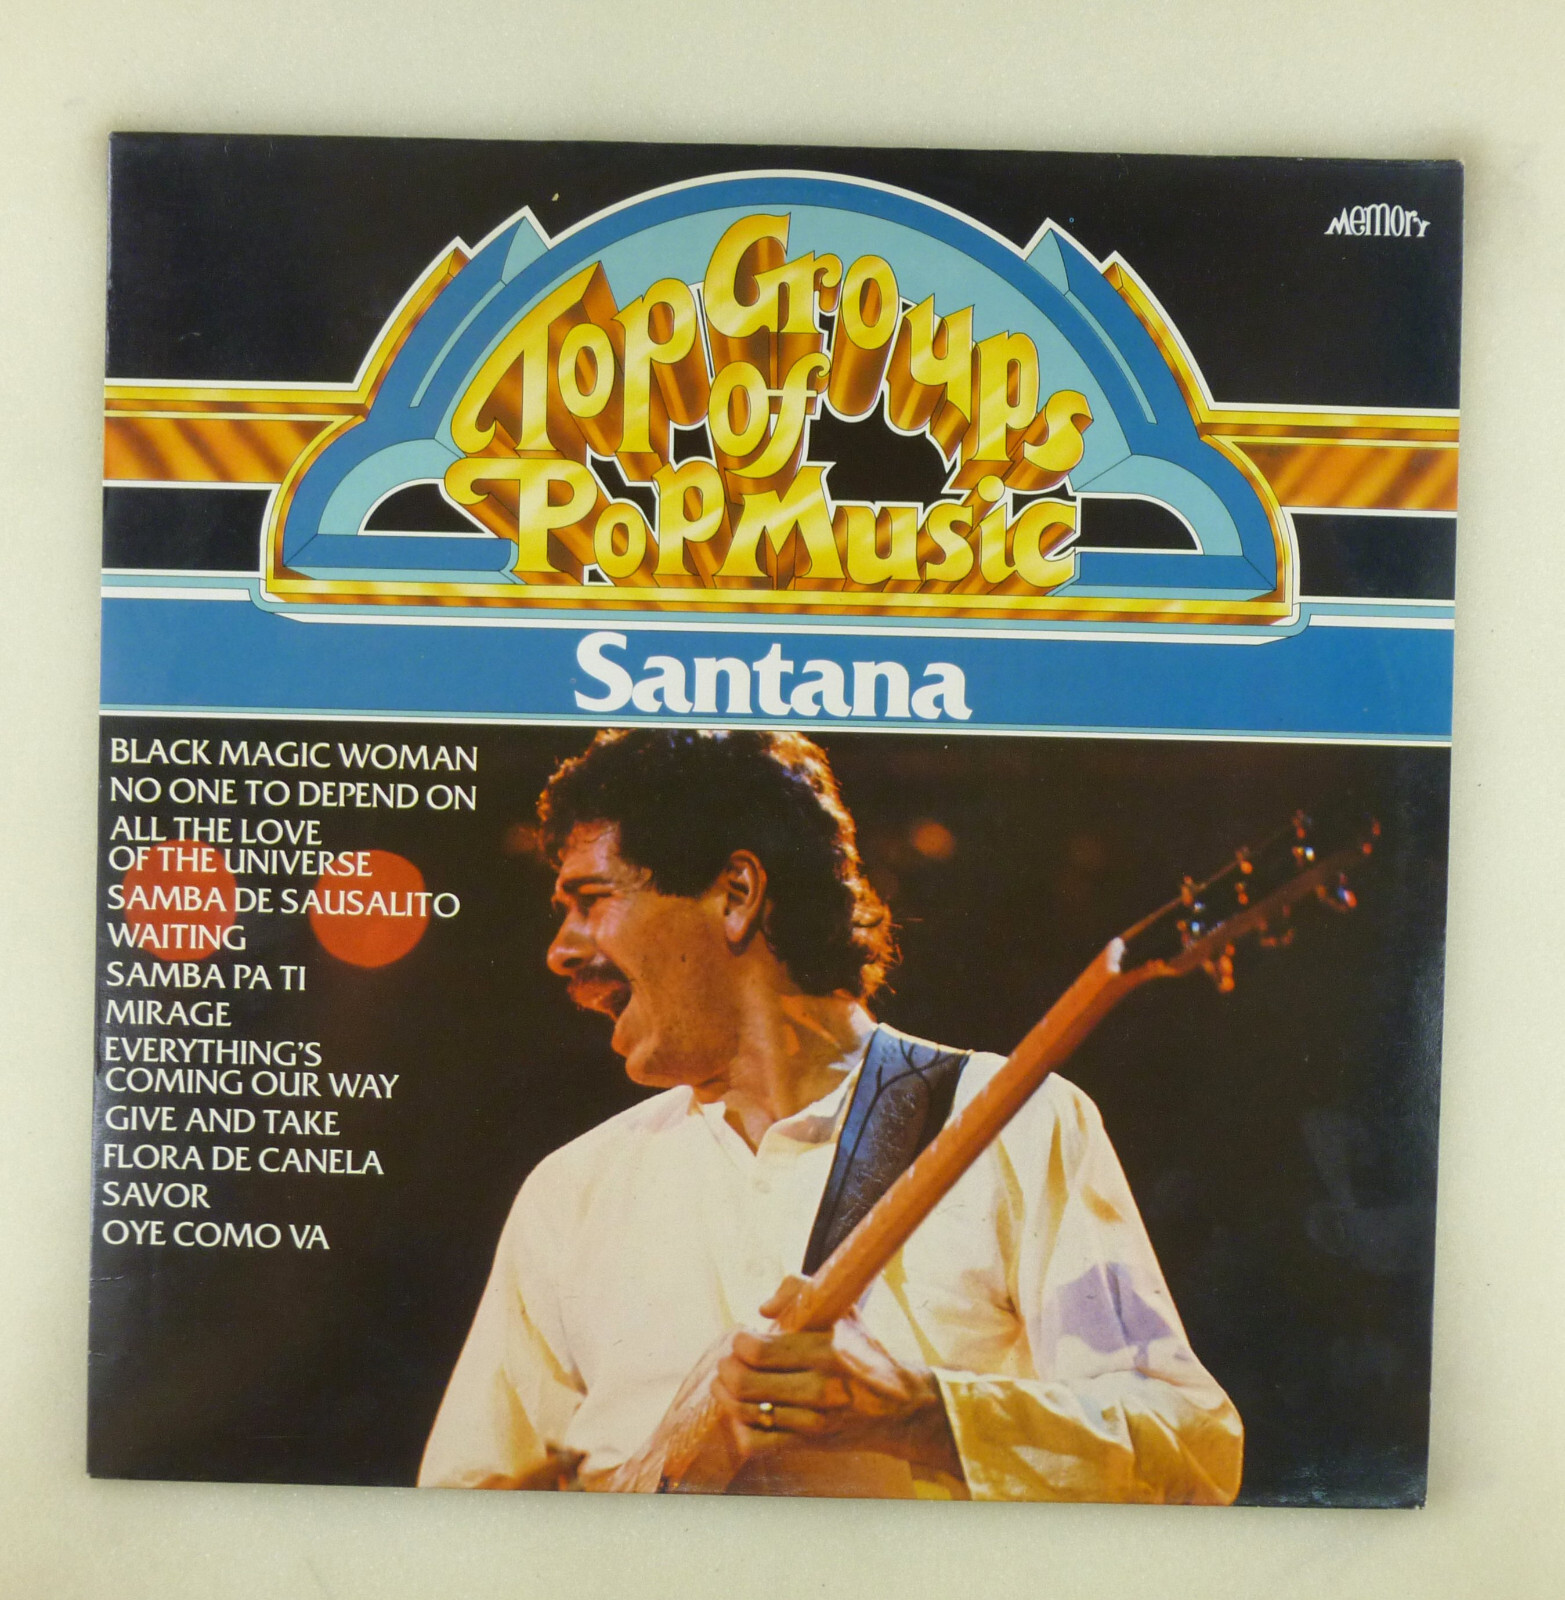 Memory
Top Groups
of
Pop Music
Santana
BLACK MAGIC WOMAN
NO ONE TO DEPEND ON
ALL THE LOVE
OF THE UNIVERSE
SAMBA DE SAUSALITO
WAITING
SAMBA PA TI
MIRAGE
EVERYTHING'S
COMING OUR WAY
GIVE AND TAKE
FLORA DE CANELA
SAVOR
OYE COMO VA